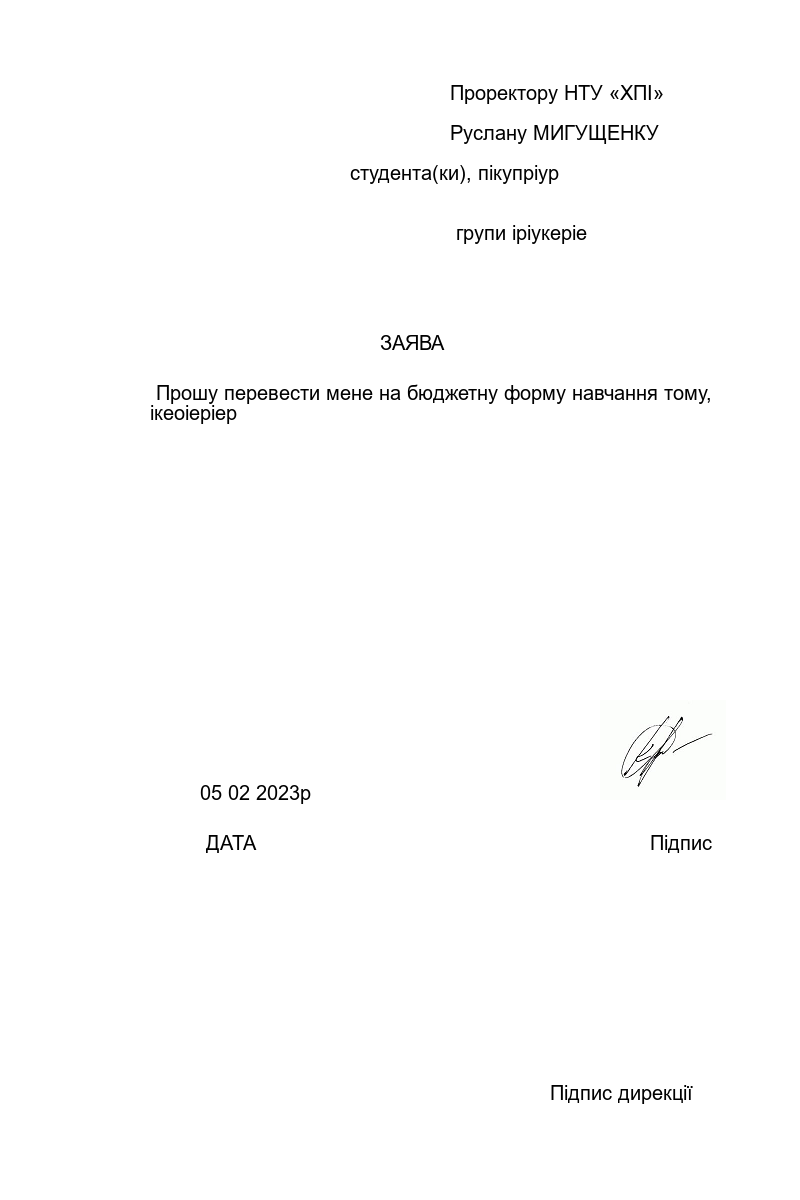 Проректору НТУ «ХПІ»
Руслану МИГУЩЕНКУ
студента(ки), пікупріур
групи іріукеріе
ЗАЯВА
Прошу перевести мене на бюджетну форму навчання тому,
ікеоіеріер
05 02 2023р
ДАТА
Підпис
Підпис дирекції